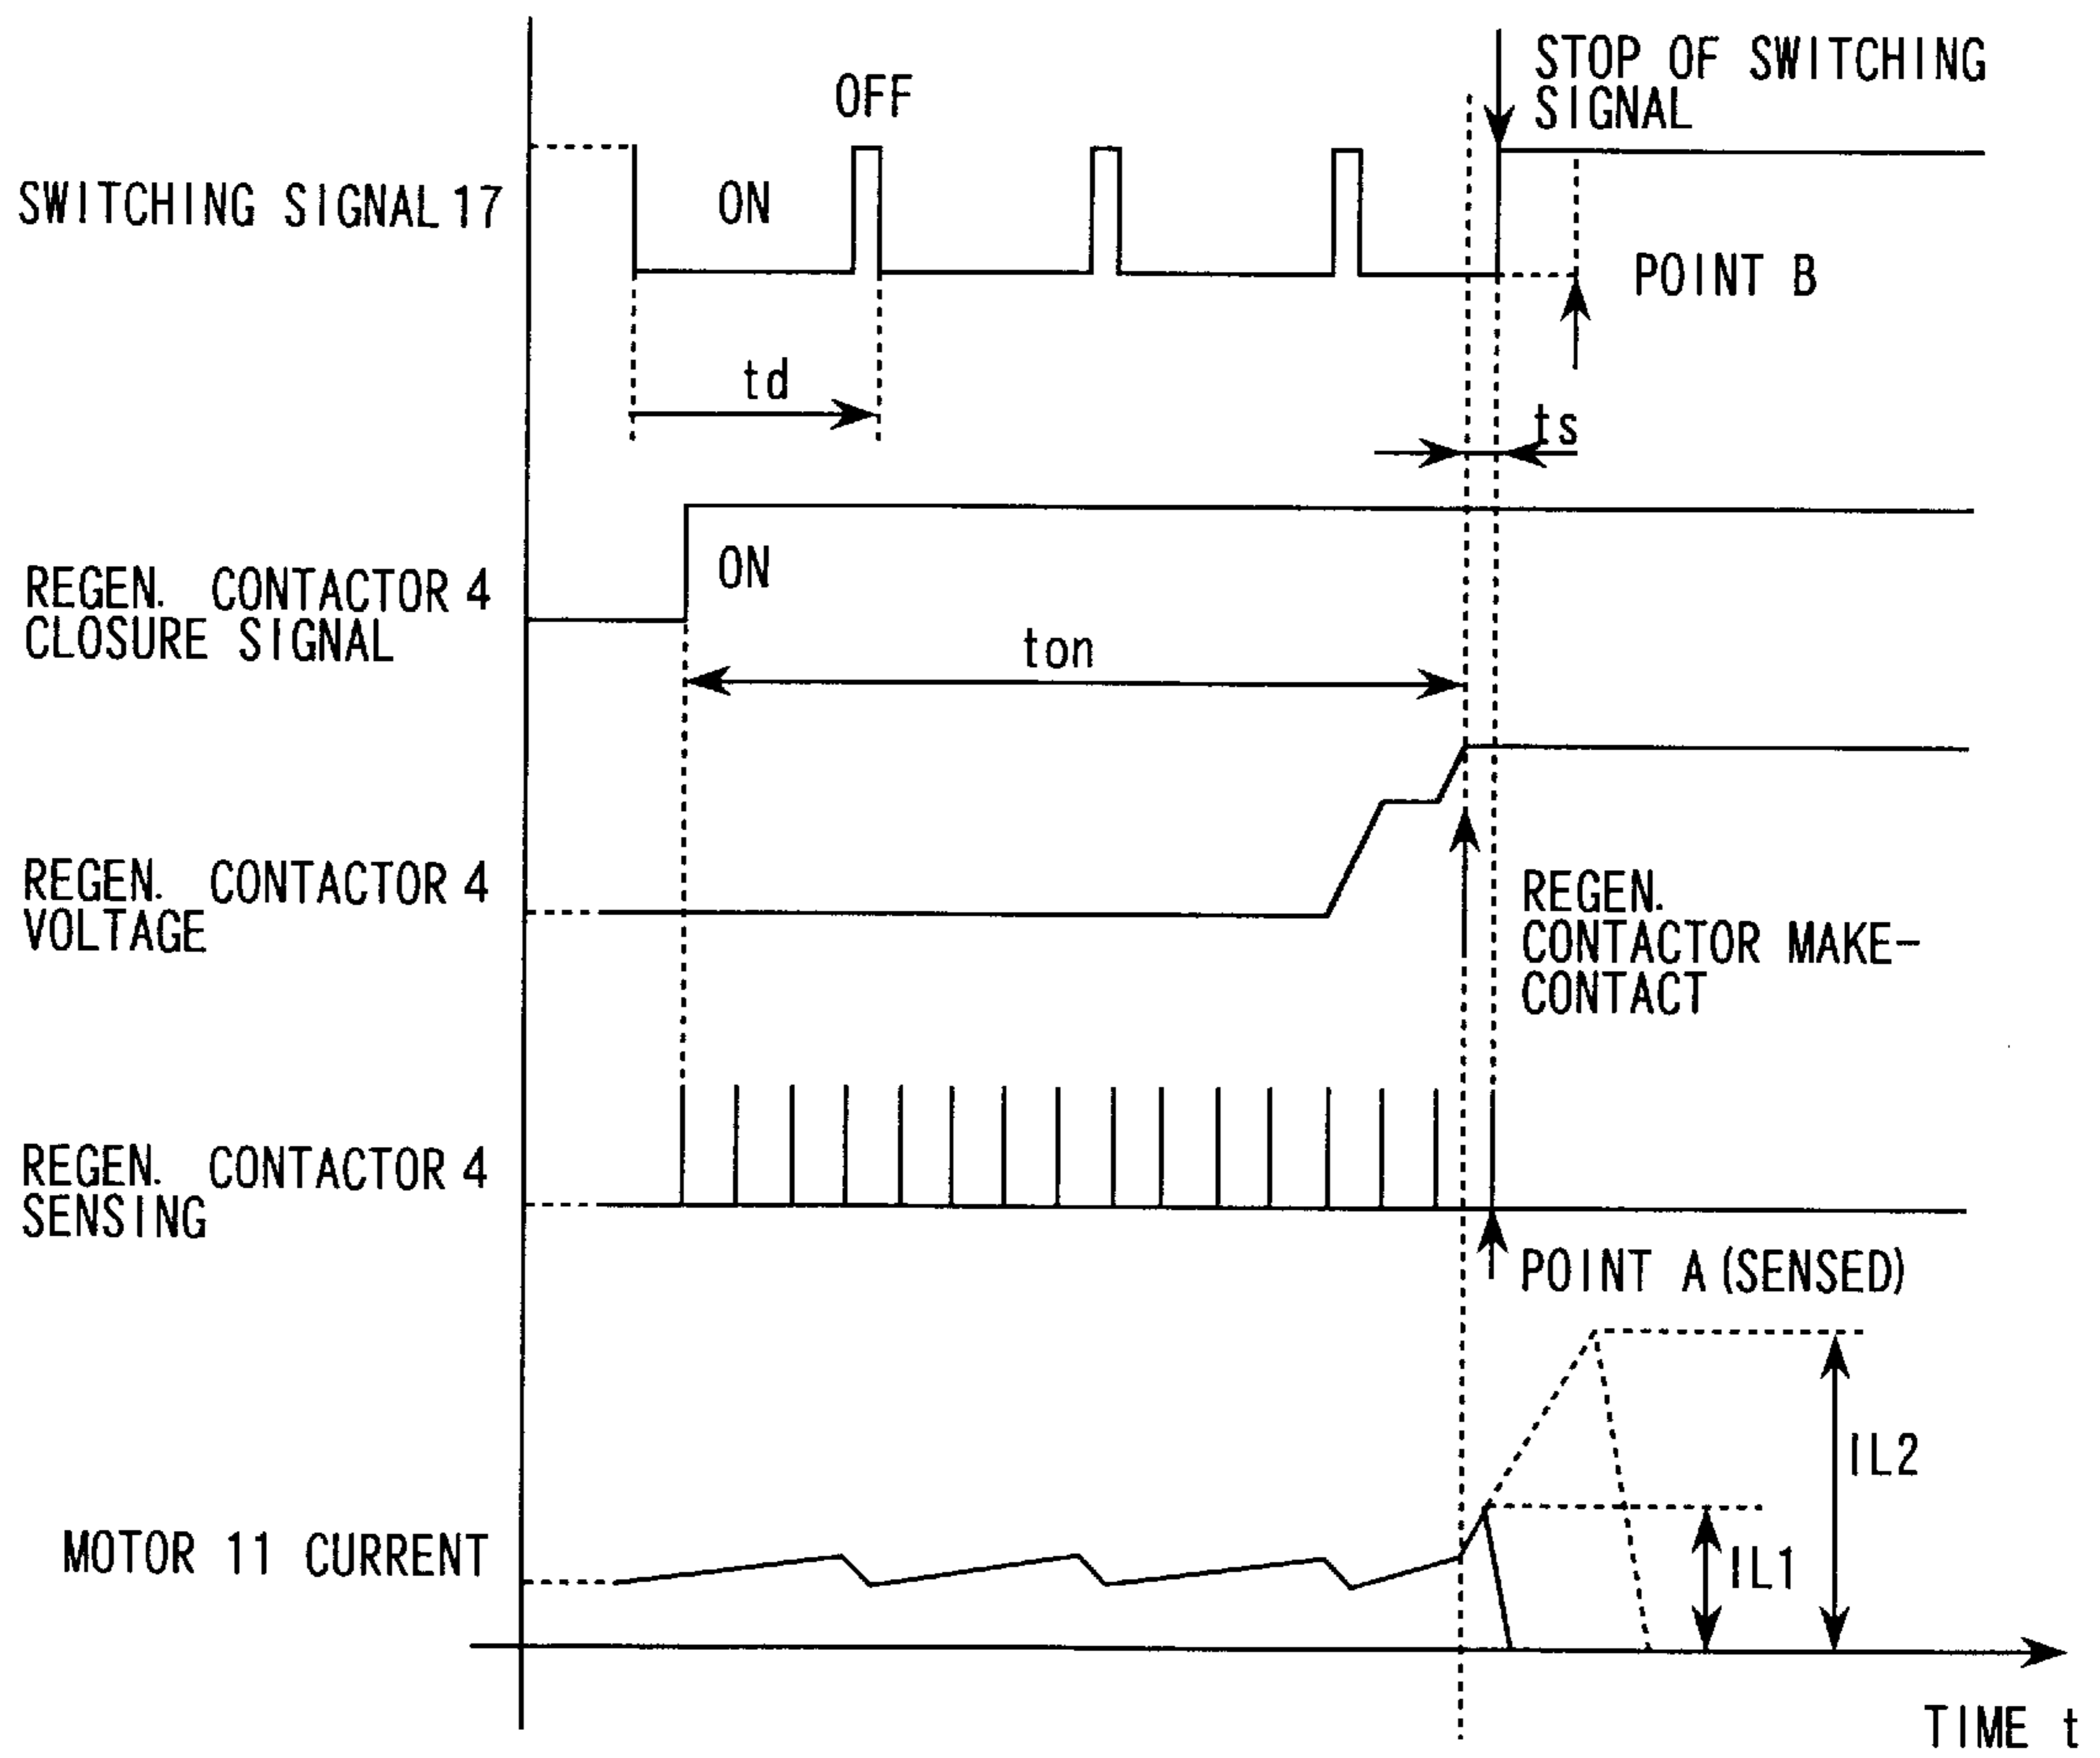 STOP OF SWITCHING
SIGNAL
OFF
SWITCHING SIGNAL 17
ON
POINT B
td
ts
REGEN. CONTACTOR 4
CLOSURE SIGNAL
ON
ton
REGEN. CONTACTOR 4
VOLTAGE
REGEN.
CONTACTOR MAKE-
CONTACT
REGEN. CONTACTOR 4
SENSING
POINT A (SENSED)
IL2
MOTOR 11 CURRENT
IL1
TIME t